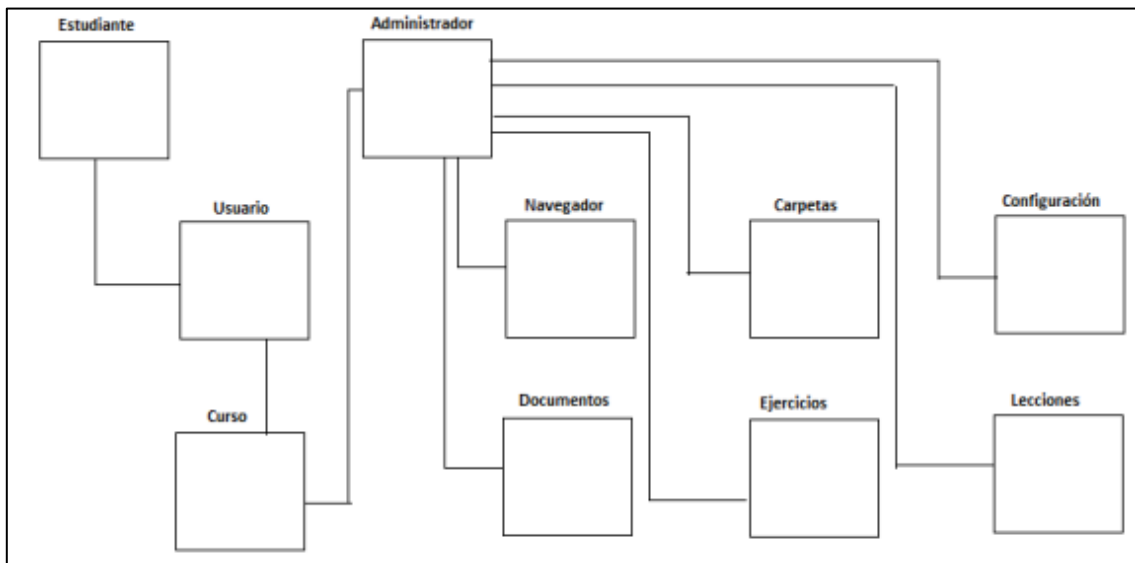 Estudiante
Administrador
Usuario
Navegador
Carpetas
Configuración
Curso
Documentos
Ejercicios
Lecciones